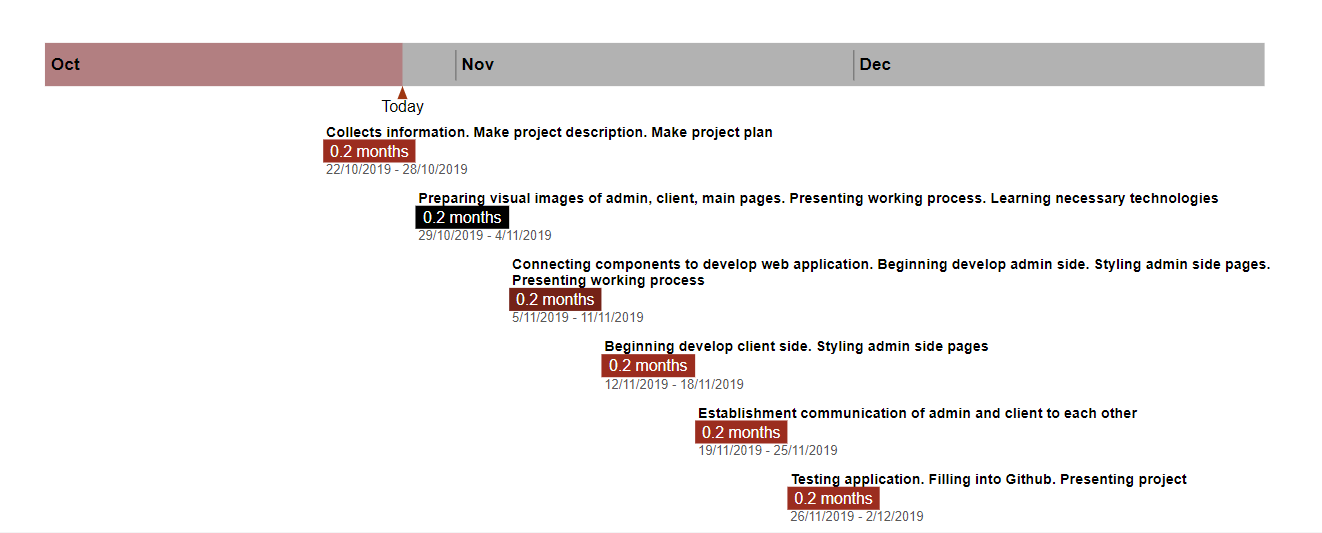 Oct Nov Dec
Today
Collects information. Make project description. Make project plan
0.2 months
22/10/2019 - 28/10/2019
Preparing visual images of admin, client, main pages. Presenting working process. Learning necessary technologies
0.2 months
29/10/2019 - 4/11/2019
Connecting components to develop web application. Beginning develop admin side. Styling admin side pages.
Presenting working process
0.2 months
5/11/2019 - 11/11/2019
Beginning develop client side. Styling admin side pages
0.2 months
12/11/2019 - 18/11/2019
Establishment communication of admin and client to each other
0.2 months
19/11/2019 - 25/11/2019
Testing application. Filling into Github. Presenting project
0.2 months
26/11/2019 - 2/12/2019